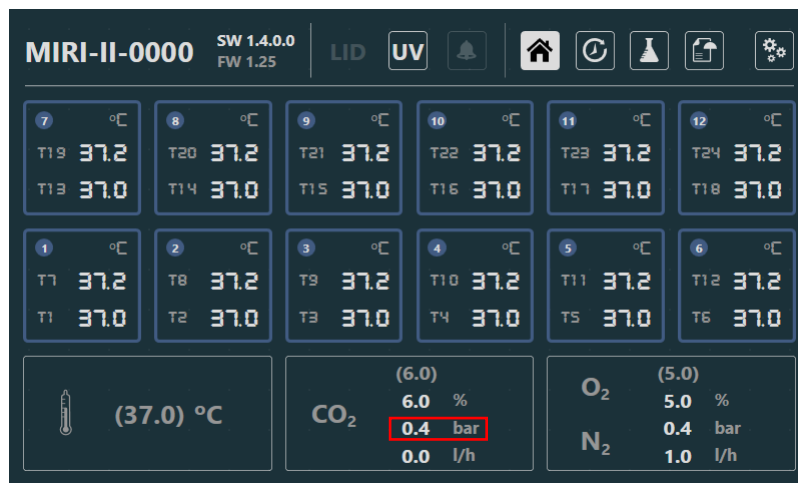 MIRI-II-0000 SW 1.4.0.0 LID UV
FW 1.25
7 °C 8 °C 9 °C 10 °C 11 °C 12 °C
T19 37.2 T20 37.2 T21 37.2 T22 37.2 T23 37.2 T24 37.2
T13 37.0 T14 37.0 T15 37.0 T16 37.0 T17 37.0 T18 37.0
1 °C 2 °C 3 °C 4 °C 5 °C 6 °C
T7 37.2 T8 37.2 T9 37.2 T10 37.2 T11 37.2 T12 37.2
T1 37.0 T2 37.0 T3 37.0 T4 37.0 T5 37.0 T6 37.0
(37.0) °C
CO₂
(6.0)
6.0 %
0.4 bar
0.0 l/h
O₂
N₂
(5.0)
5.0 %
0.4 bar
1.0 l/h